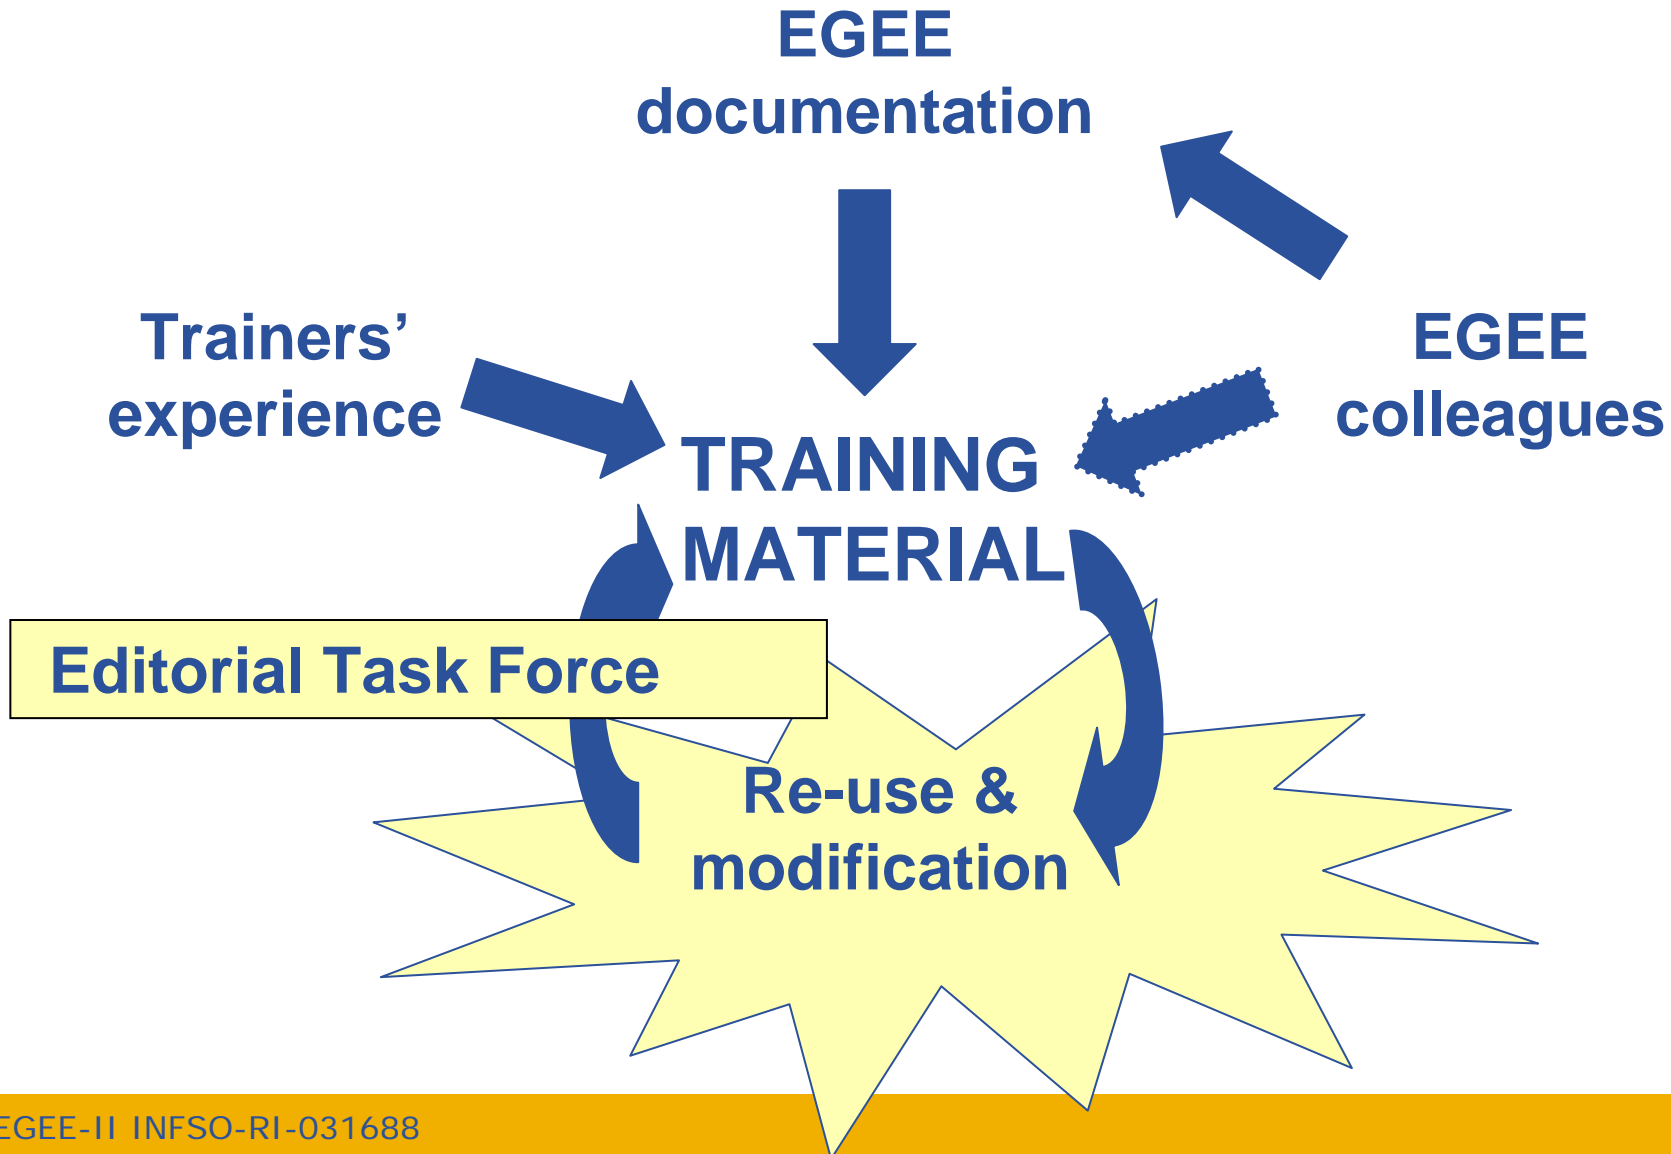 EGEE
documentation
Trainers’
experience
EGEE
colleagues
TRAINING
MATERIAL
Editorial Task Force
Re-use &
modification
EGEE-II INFSO-RI-031688